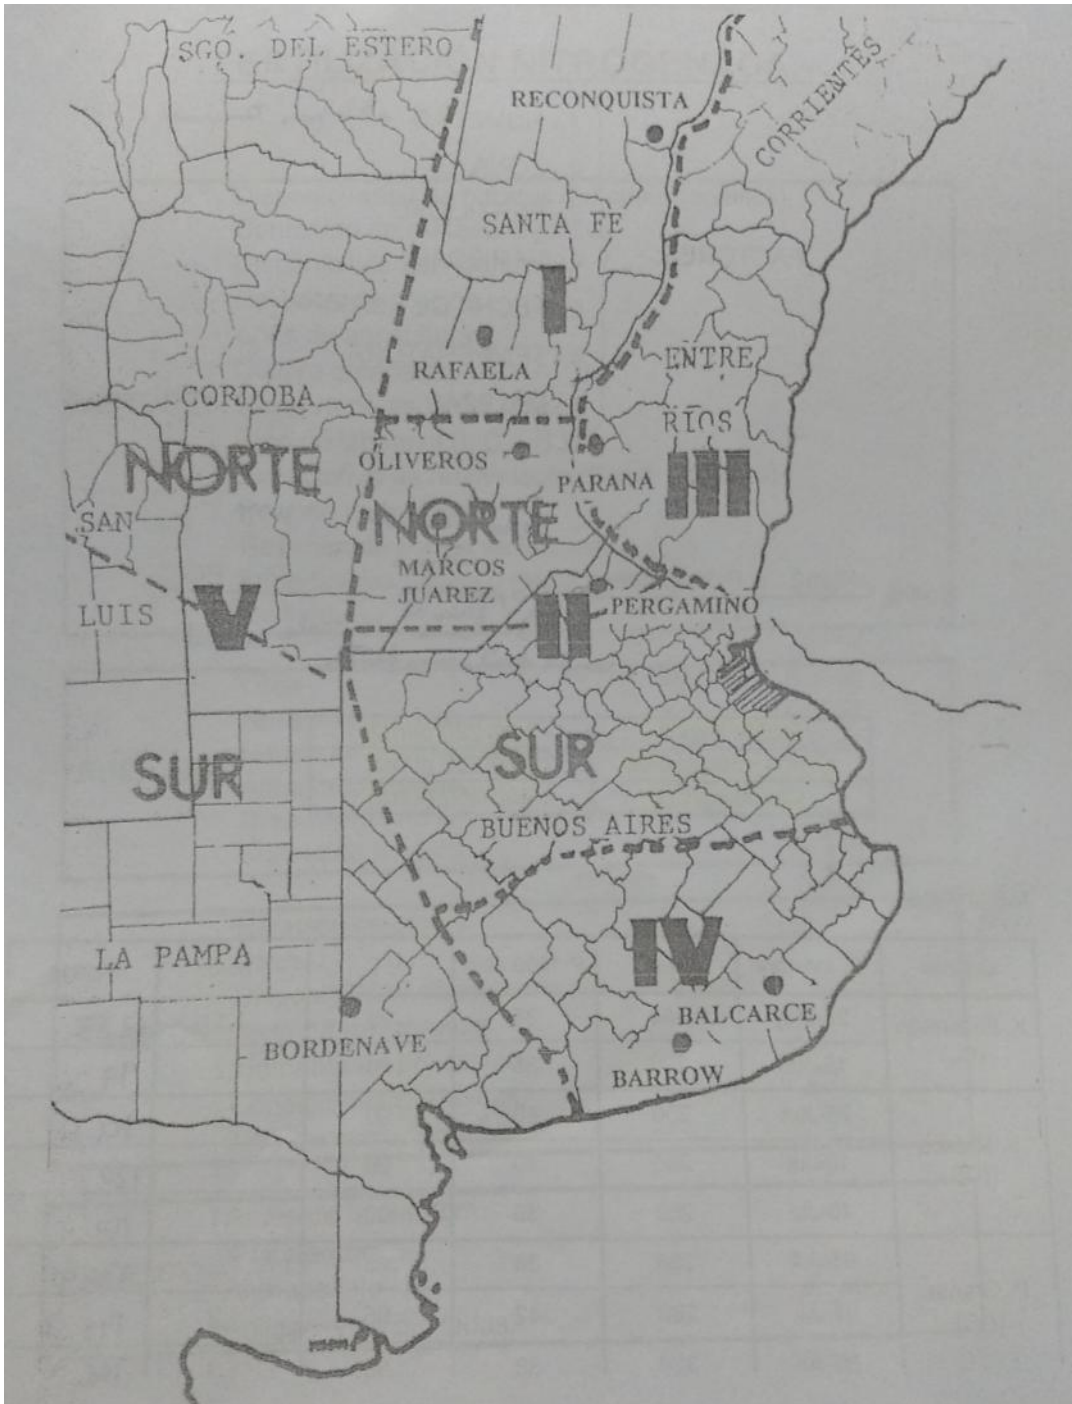 SGO. DEL ESTERO
RECONQUISTA
CORRIENTES
SANTA FE
I
RAFAELA
ENTRE
RÍOS
CORDOBA
NORTE
OLIVEROS
PARANA
III
SAN
NORTE
MARCOS
JUAREZ
LUIS
V
II
PERGAMINO
SUR
SUR
BUENOS AIRES
LA PAMPA
IV
BALCARCE
BORDENAVE
BARROW